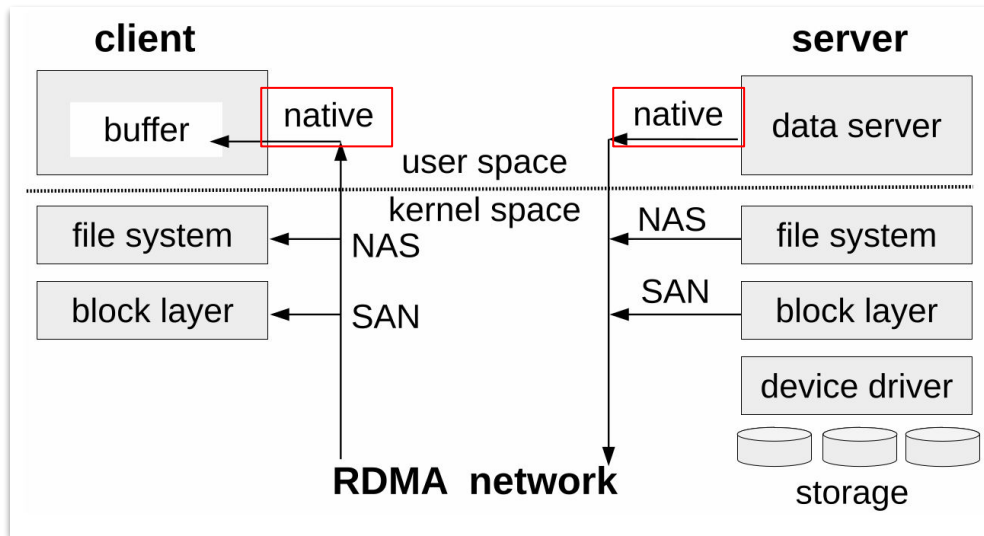 client
server
buffer
native
native
data server
user space
kernel space
file system
NAS
NAS
file system
block layer
SAN
SAN
block layer
device driver
RDMA network
storage